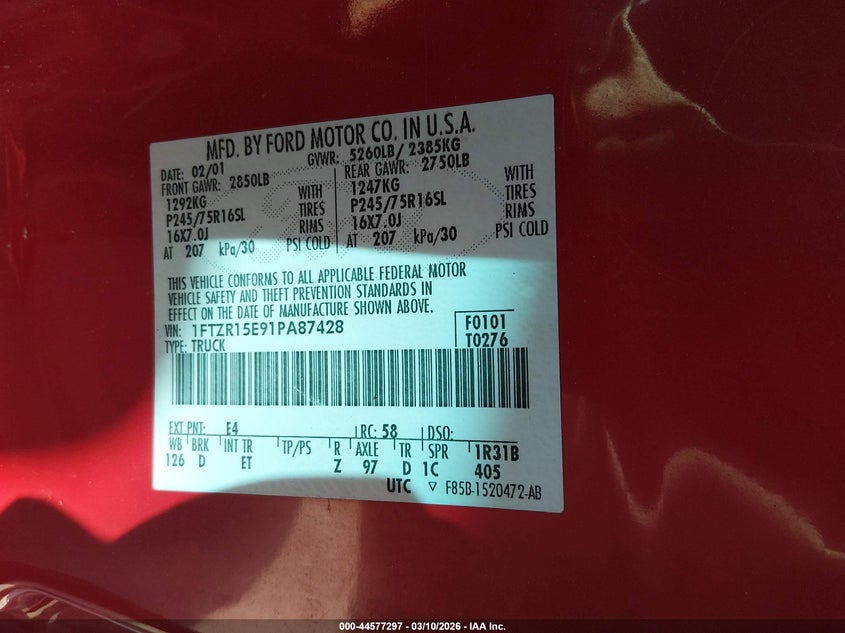 MFD. BY FORD MOTOR CO. IN U.S.A.
DATE: 02/01 GVWR: 5260LB/ 2385KG
FRONT GAWR: 2850LB REAR GAWR: 2750LB
1292KG WITH 1247KG WITH
P245/75R16SL TIRES P245/75R16SL TIRES
16X7.0J RIMS 16X7.0J RIMS
AT 207 kPa/30 PSI COLD AT 207 kPa/30 PSI COLD
THIS VEHICLE CONFORMS TO ALL APPLICABLE FEDERAL MOTOR
VEHICLE SAFETY AND THEFT PREVENTION STANDARDS IN
EFFECT ON THE DATE OF MANUFACTURE SHOWN ABOVE.
VIN: 1FTZR15E91PA87428 F0101
TYPE: TRUCK T0276
EXT PNT: E4 RC: 58 DSO:
WB BRK INT TR TP/PS R AXLE TR SPR 1R31B
126 D ET Z 97 D 1C 405
UTC ▽ F85B-1520472-AB
000-44577297 - 03/10/2026 - IAA Inc.